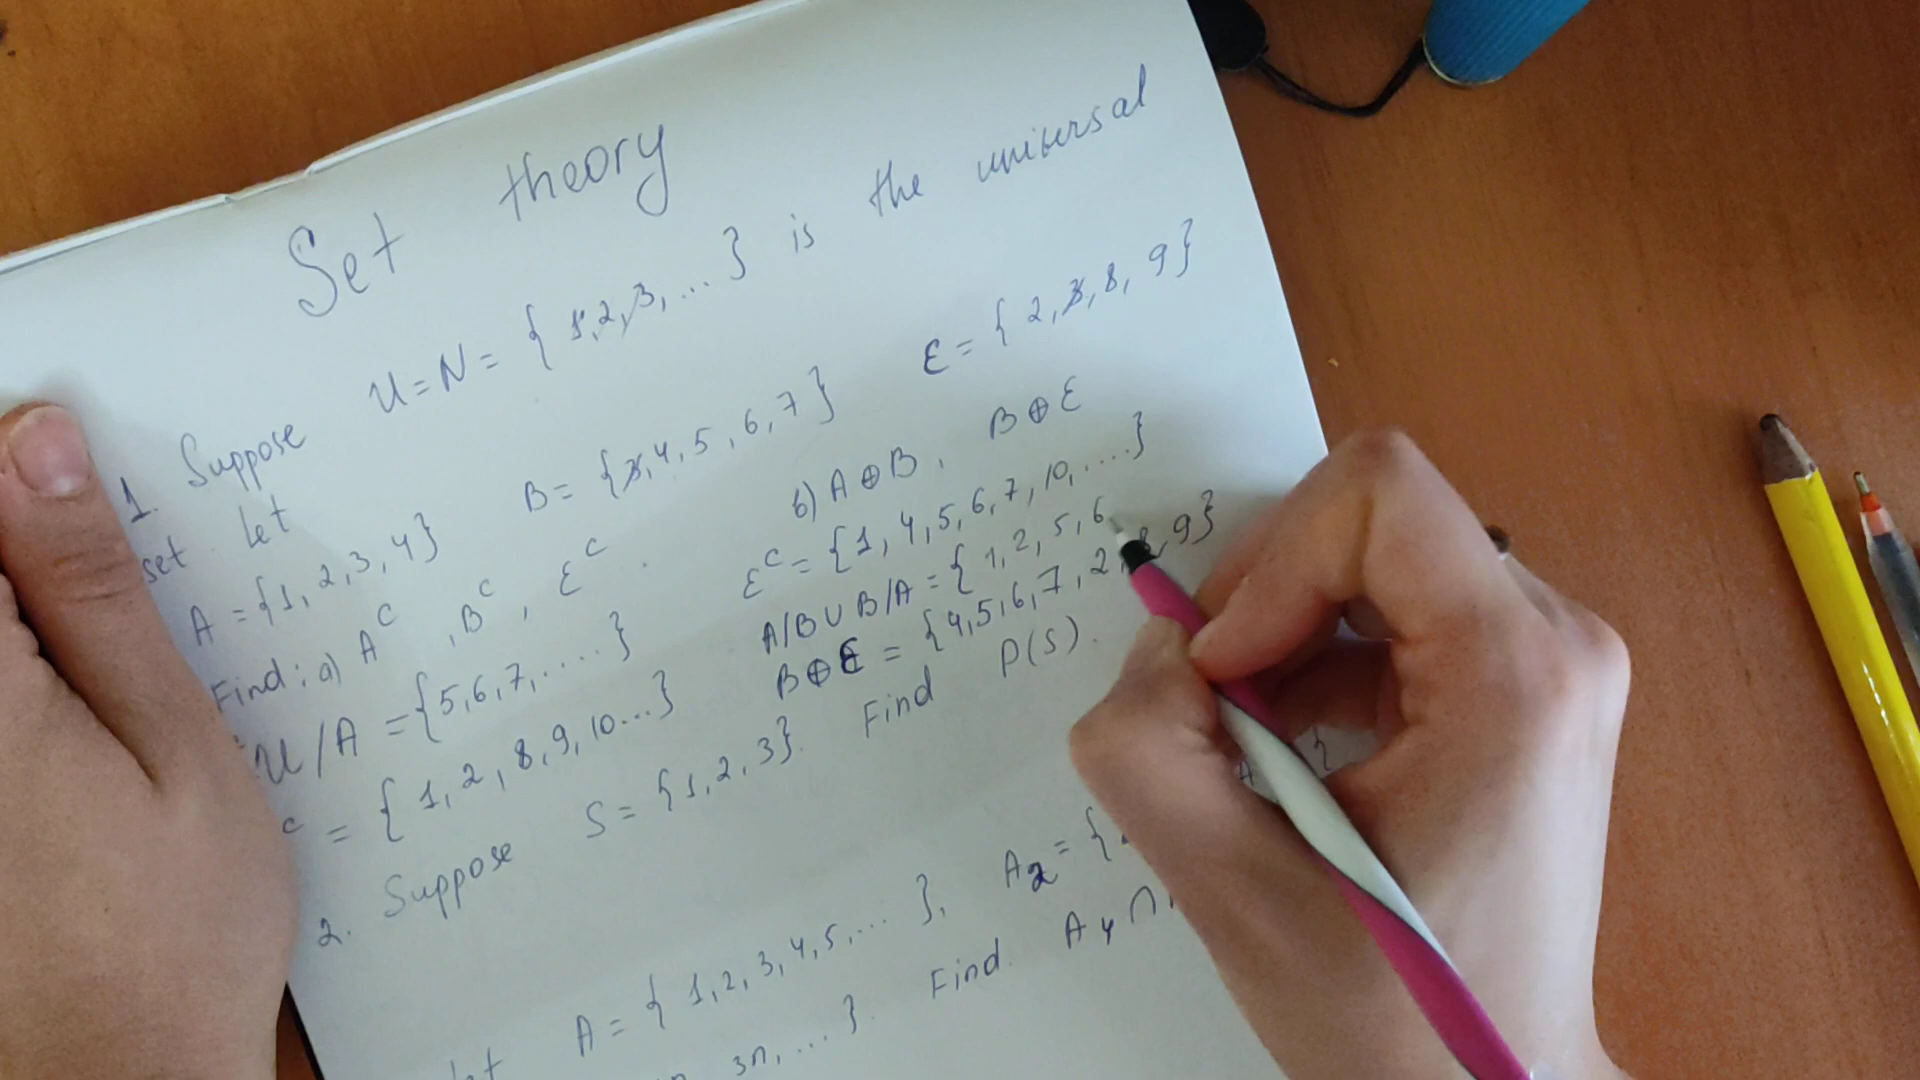 Set theory
1. Suppose U = N = { 1, 2, 3, ... } is the universal
set. Let
A = {1, 2, 3, 4} B = {3, 4, 5, 6, 7} E = { 2, 3, 8, 9}
Find: a) A^c, B^c, E^c. b) A ⊕ B, B ⊕ E
U / A = {5, 6, 7, ....} E^c = {1, 4, 5, 6, 7, 10, ....}
c = { 1, 2, 8, 9, 10...} A/B ∪ B/A = { 1, 2, 5, 6
B ⊕ E = {4, 5, 6, 7, 2, 8, 9}
2. Suppose S = {1, 2, 3}. Find P(S).
A = { 1, 2, 3, 4, 5, ... }, A2 = {
3n, ... }. Find. A4 ∩